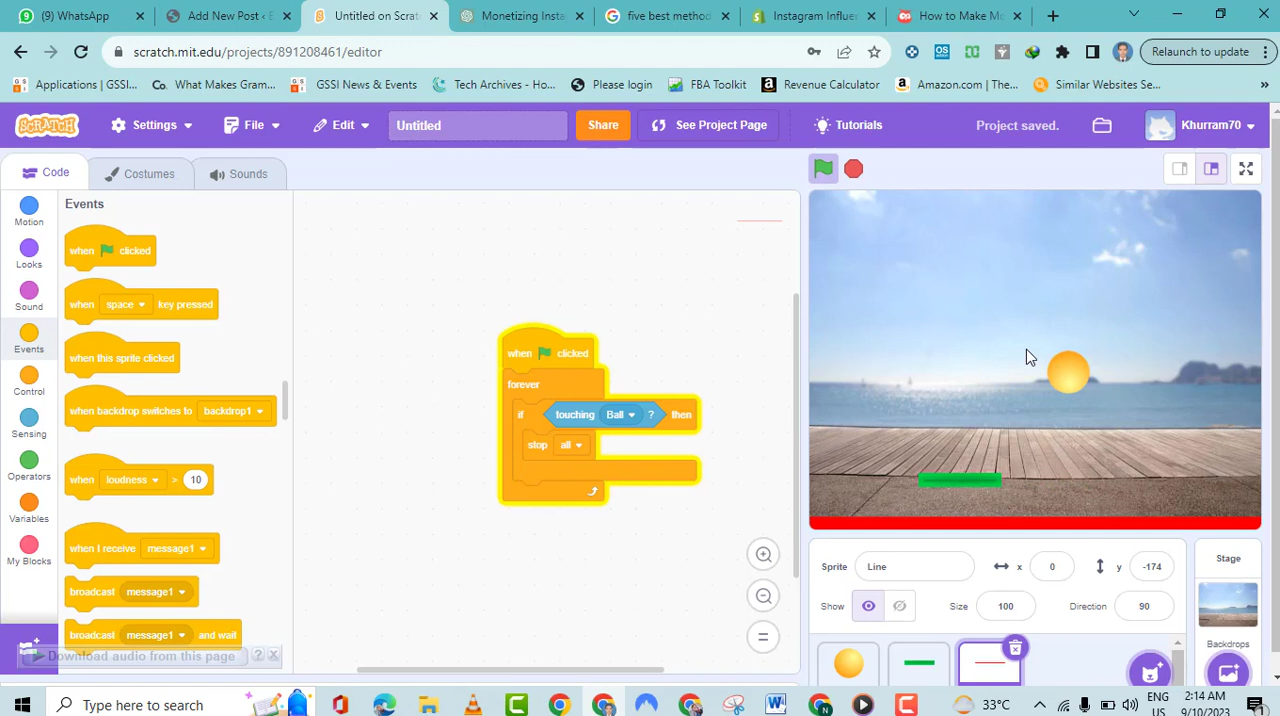 9 (1) WhatsApp
Add New Post ‹ E
Untitled on Scrat
Monetizing Insta
five best method
Instagram Influe
How to Make Mo
scratch.mit.edu/projects/891208461/editor
Relaunch to update
Applications | GSSI...
Co. What Makes Gram...
GSSI News & Events
Tech Archives - Ho...
Please login
FBA Toolkit
Revenue Calculator
Amazon.com | The...
Similar Websites Se...
»
SCRATCH
Settings
File
Edit
Untitled
Share
See Project Page
Tutorials
Project saved.
Khurram70
Code
Costumes
Sounds
Motion
Looks
Sound
Events
Control
Sensing
Operators
Variables
My Blocks
Events
when clicked
when space key pressed
when this sprite clicked
when backdrop switches to backdrop1
when loudness > 10
when I receive message1
broadcast message1
broadcast message1 and wait
Download audio from this page ? X
when clicked
forever
if touching Ball ? then
stop all
Sprite Line x 0 y -174
Show Size 100 Direction 90
Stage
Backdrops
Type here to search
33°C
ENG
US
2:14 AM
9/10/2023